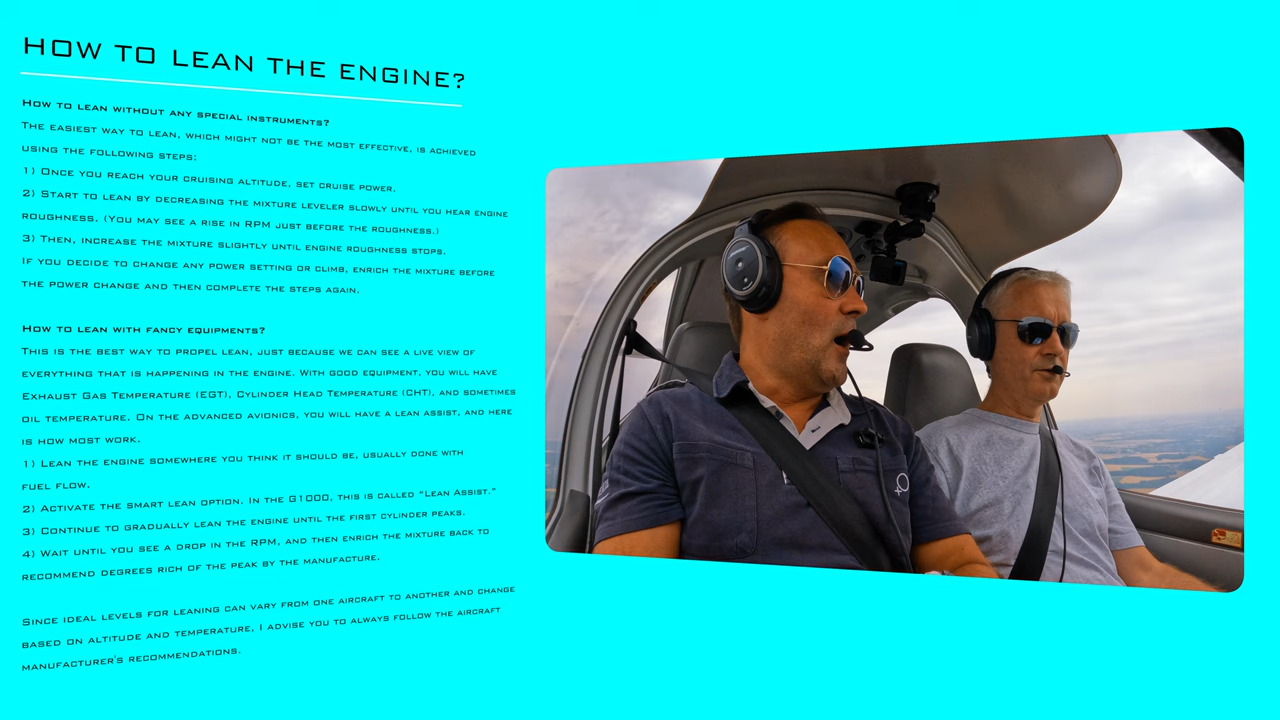 How to lean the engine?
How to lean without any special instruments?
The easiest way to lean, which might not be the most effective, is achieved
using the following steps:
1) Once you reach your cruising altitude, set cruise power.
2) Start to lean by decreasing the mixture leveler slowly until you hear engine
roughness. (You may see a rise in RPM just before the roughness.)
3) Then, increase the mixture slightly until engine roughness stops.
If you decide to change any power setting or climb, enrich the mixture before
the power change and then complete the steps again.
How to lean with fancy equipments?
This is the best way to propel lean, just because we can see a live view of
everything that is happening in the engine. With good equipment, you will have
Exhaust Gas Temperature (EGT), Cylinder Head Temperature (CHT), and sometimes
oil temperature. On the advanced avionics, you will have a lean assist, and here
is how most work.
1) Lean the engine somewhere you think it should be, usually done with
fuel flow.
2) Activate the smart lean option. In the G1000, this is called “Lean Assist.”
3) Continue to gradually lean the engine until the first cylinder peaks.
4) Wait until you see a drop in the RPM, and then enrich the mixture back to
recommend degrees rich of the peak by the manufacture.
Since ideal levels for leaning can vary from one aircraft to another and change
based on altitude and temperature, I advise you to always follow the aircraft
manufacturer's recommendations.